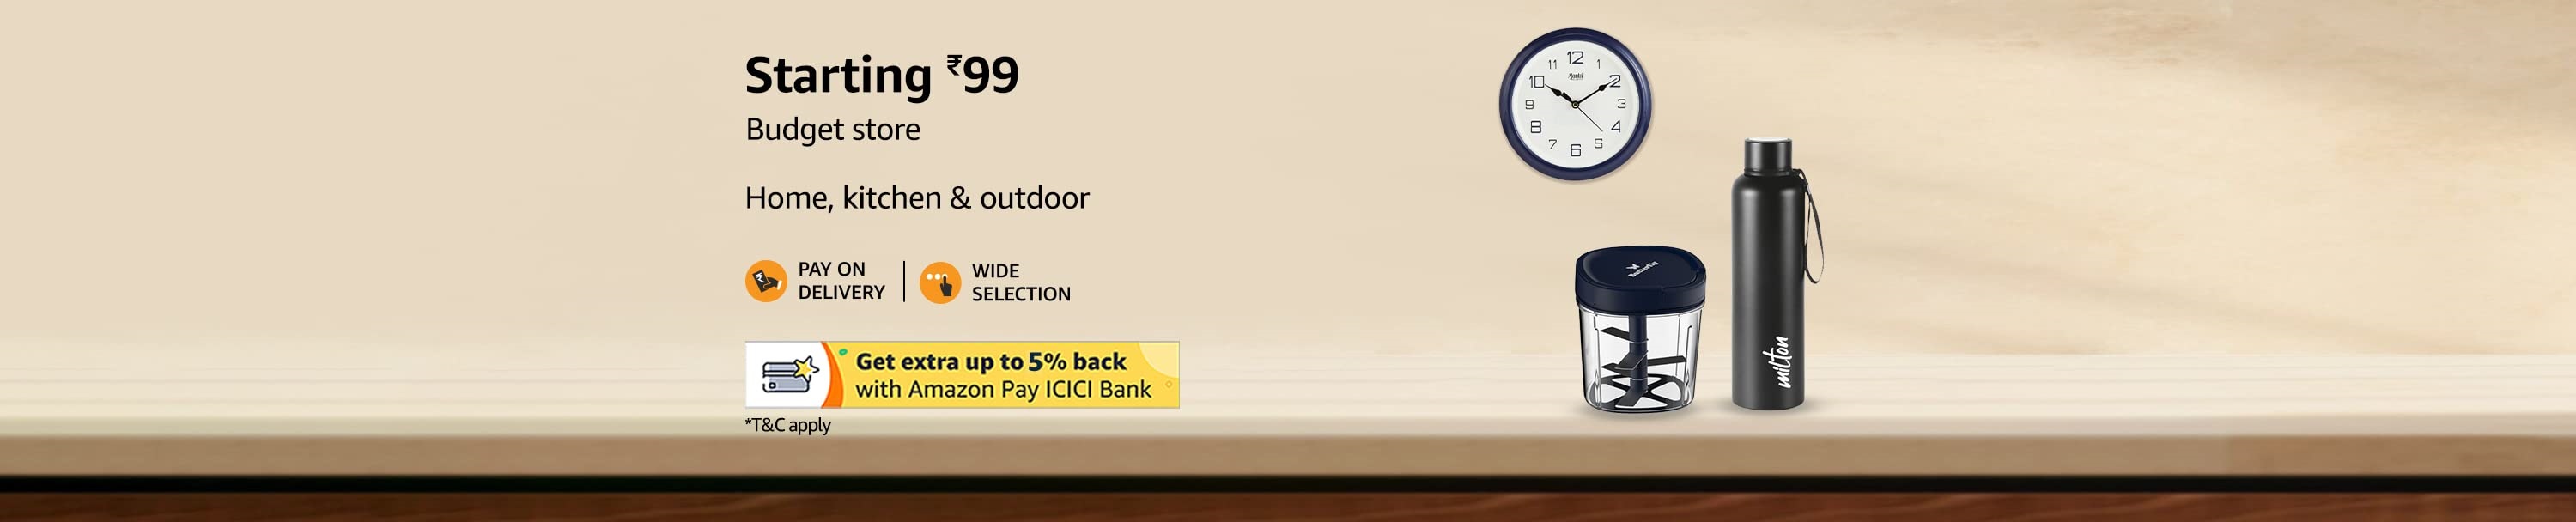 Starting ₹99
Budget store
Home, kitchen & outdoor
PAY ON
DELIVERY
WIDE
SELECTION
Get extra up to 5% back
with Amazon Pay ICICI Bank
*T&C apply
12
11 1
10 2
9 3
8 4
7 5
6
Butterfly
milton